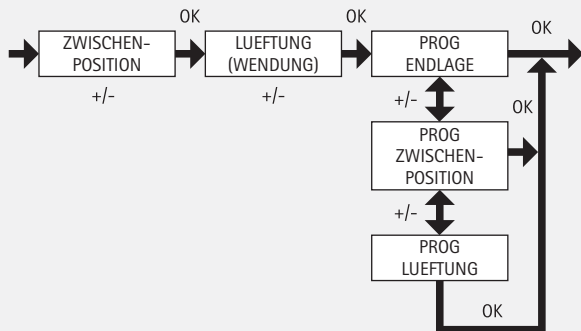 OK
OK
OK
ZWISCHEN-
POSITION
LUEFTUNG
(WENDUNG)
PROG
ENDLAGE
+/-
+/-
+/-
OK
PROG
ZWISCHEN-
POSITION
+/-
PROG
LUEFTUNG
OK